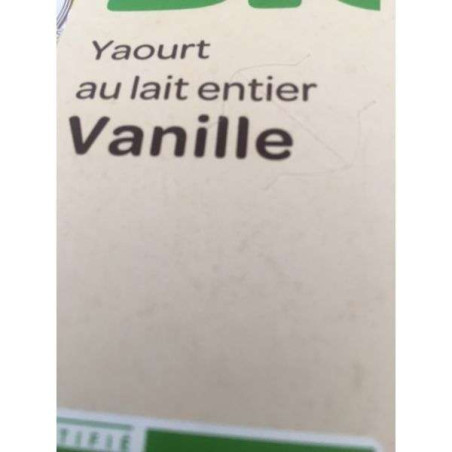 Yaourt
au lait entier
Vanille